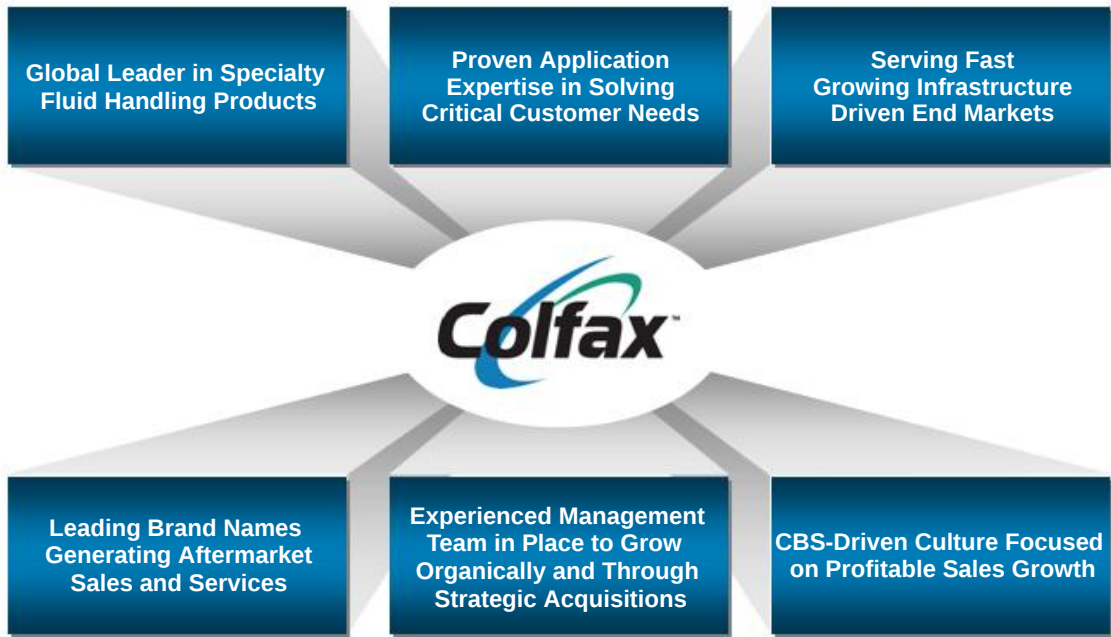 Global Leader in Specialty
Fluid Handling Products
Proven Application
Expertise in Solving
Critical Customer Needs
Serving Fast
Growing Infrastructure
Driven End Markets
Colfax™
Leading Brand Names
Generating Aftermarket
Sales and Services
Experienced Management
Team in Place to Grow
Organically and Through
Strategic Acquisitions
CBS-Driven Culture Focused
on Profitable Sales Growth